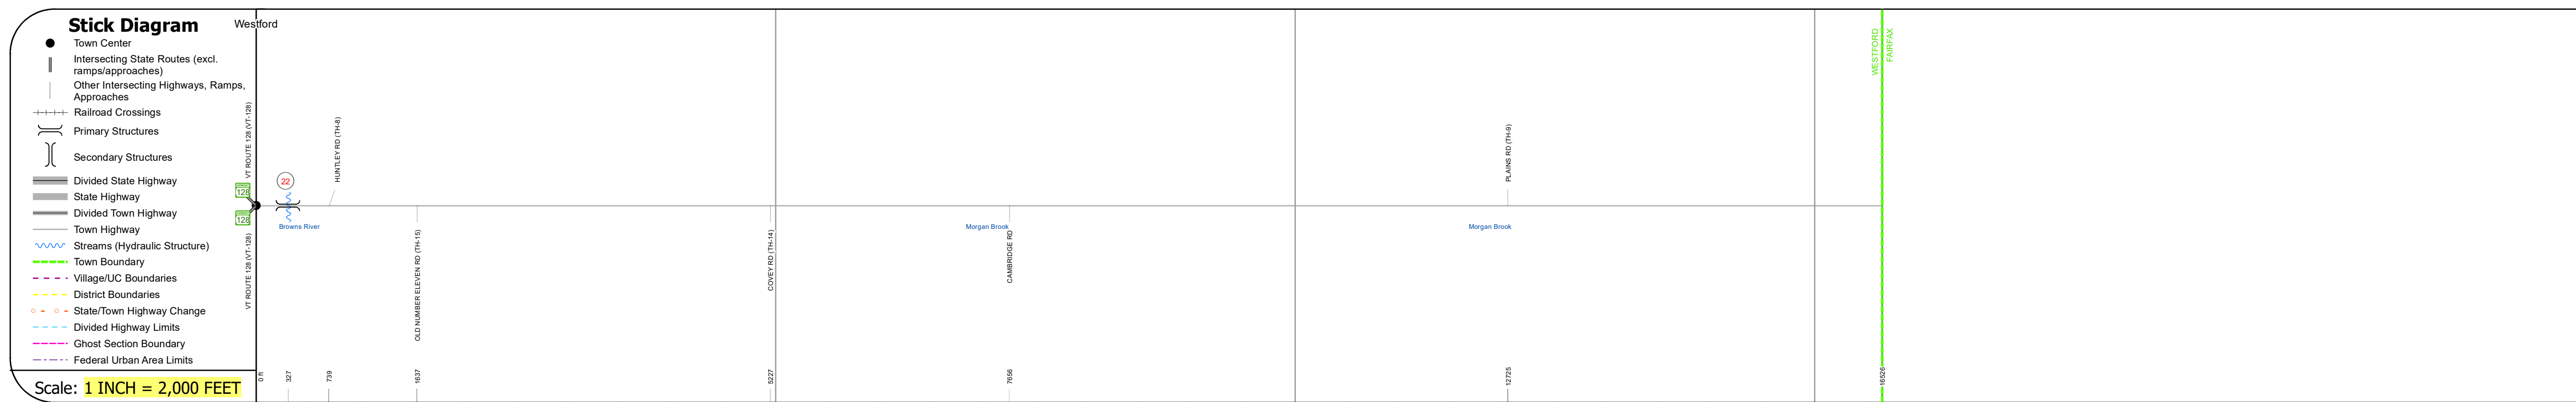 Stick Diagram
Town Center
Intersecting State Routes (excl.
ramps/approaches)
Other Intersecting Highways, Ramps,
Approaches
Railroad Crossings
Primary Structures
Secondary Structures
Divided State Highway
State Highway
Divided Town Highway
Town Highway
Streams (Hydraulic Structure)
Town Boundary
Village/UC Boundaries
District Boundaries
State/Town Highway Change
Divided Highway Limits
Ghost Section Boundary
Federal Urban Area Limits
Scale: 1 INCH = 2,000 FEET
Westford
VT ROUTE 128 (VT-128)
128
128
VT ROUTE 128 (VT-128)
22
Browns River
HUNTLEY RD (TH-8)
OLD NUMBER ELEVEN RD (TH-15)
COVEY RD (TH-14)
Morgan Brook
CAMBRIDGE RD
Morgan Brook
PLAINS RD (TH-9)
WESTFORD
FAIRFAX
0 ft
327
739
1637
5227
7656
12725
16526